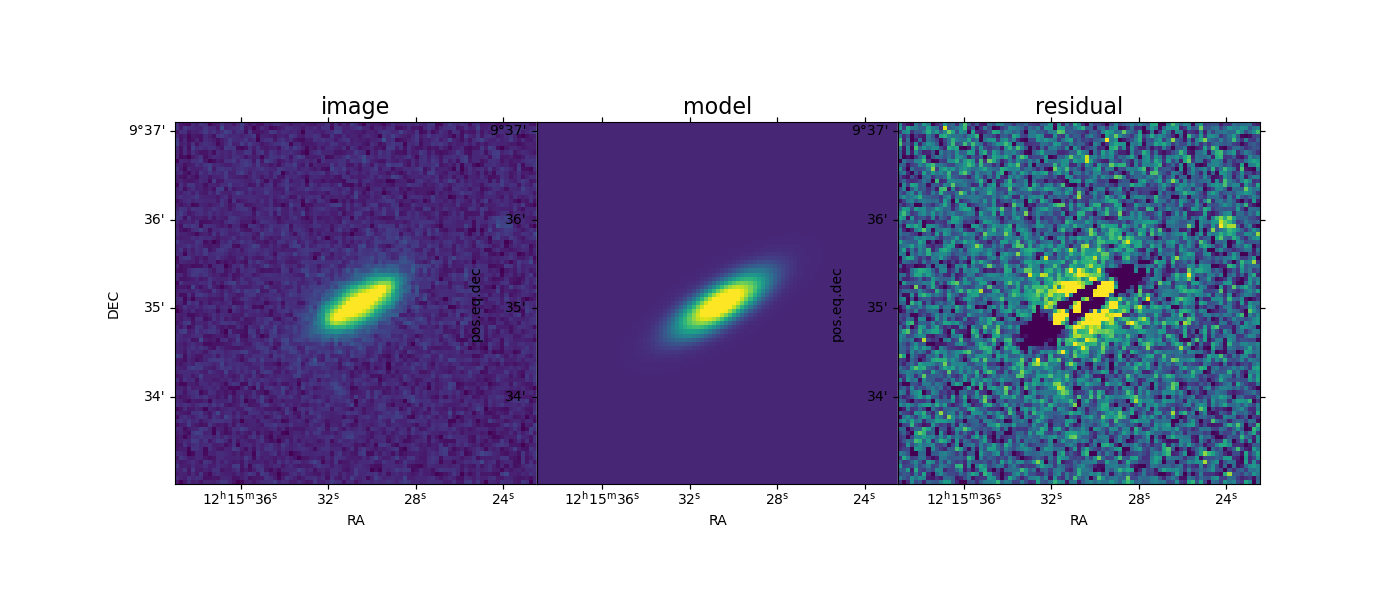 image model residual
9°37' 9°37' 9°37'
36' 36' 36'
DEC pos.eq.dec pos.eq.dec
35' 35' 35'
34' 34' 34'
12ʰ15ᵐ36ˢ 32ˢ 28ˢ 24ˢ 12ʰ15ᵐ36ˢ 32ˢ 28ˢ 24ˢ 12ʰ15ᵐ36ˢ 32ˢ 28ˢ 24ˢ
RA RA RA